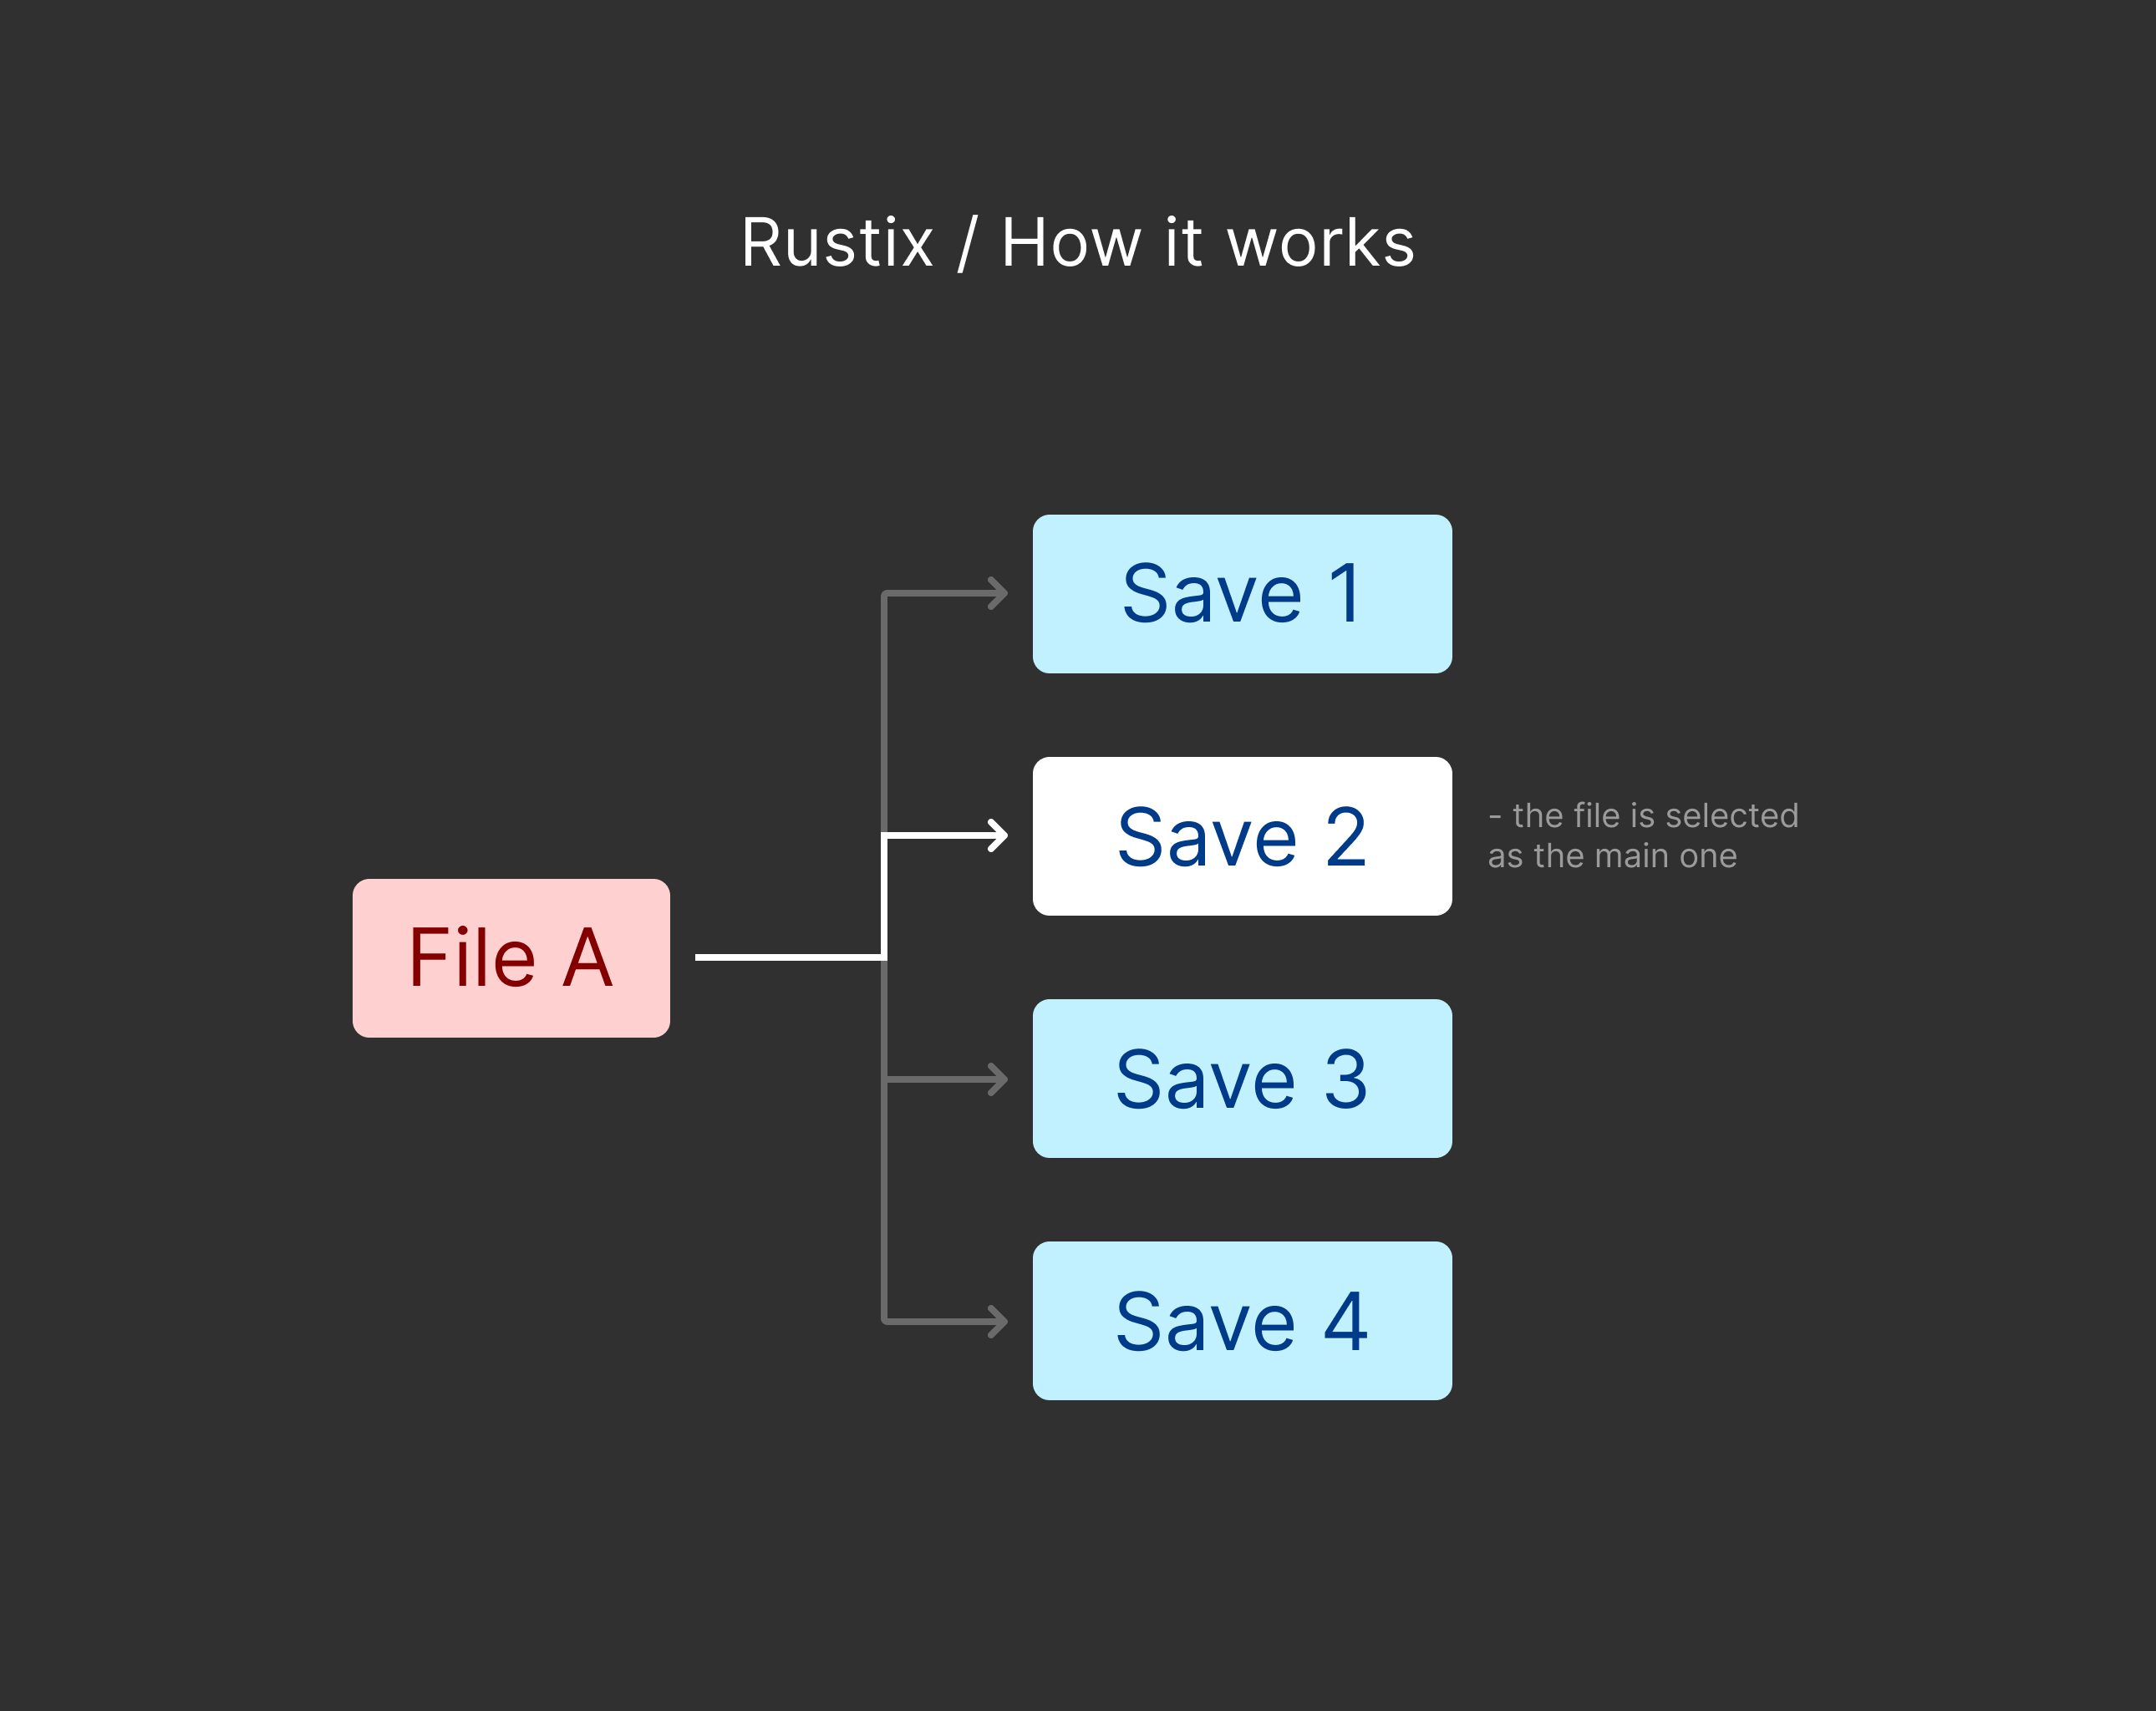 Rustix / How it works
Save 1
Save 2
- the file is selected
as the main one
File A
Save 3
Save 4